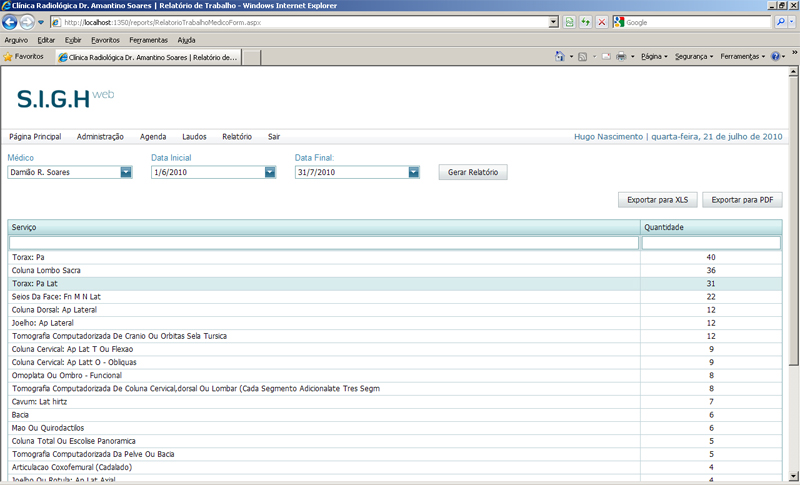 Clínica Radiológica Dr. Amantino Soares | Relatório de Trabalho - Windows Internet Explorer
http://localhost:1350/reports/RelatorioTrabalhoMedicoForm.aspx Google
Arquivo Editar Exibir Favoritos Ferramentas Ajuda
Favoritos Clínica Radiológica Dr. Amantino Soares | Relatório de... Página Segurança Ferramentas
S.I.G.H web
Página Principal Administração Agenda Laudos Relatório Sair Hugo Nascimento | quarta-feira, 21 de julho de 2010
Médico Data Inicial Data Final:
Damião R. Soares 1/6/2010 31/7/2010 Gerar Relatório
Exportar para XLS Exportar para PDF
Serviço Quantidade
Torax: Pa 40
Coluna Lombo Sacra 36
Torax: Pa Lat 31
Seios Da Face: Fn M N Lat 22
Coluna Dorsal: Ap Lateral 12
Joelho: Ap Lateral 12
Tomografia Computadorizada De Cranio Ou Orbitas Sela Tursica 12
Coluna Cervical: Ap Lat T Ou Flexao 9
Coluna Cervical: Ap Latt O - Obliquas 9
Omoplata Ou Ombro - Funcional 8
Tomografia Computadorizada De Coluna Cervical,dorsal Ou Lombar (Cada Segmento Adicionalate Tres Segm 8
Cavum: Lat hirtz 7
Bacia 6
Mao Ou Quirodactilos 6
Coluna Total Ou Escolise Panoramica 5
Tomografia Computadorizada Da Pelve Ou Bacia 5
Articulacao Coxofemural (Cadalado) 4
Joelho Ou Rotula: Ap Lat Axial 4